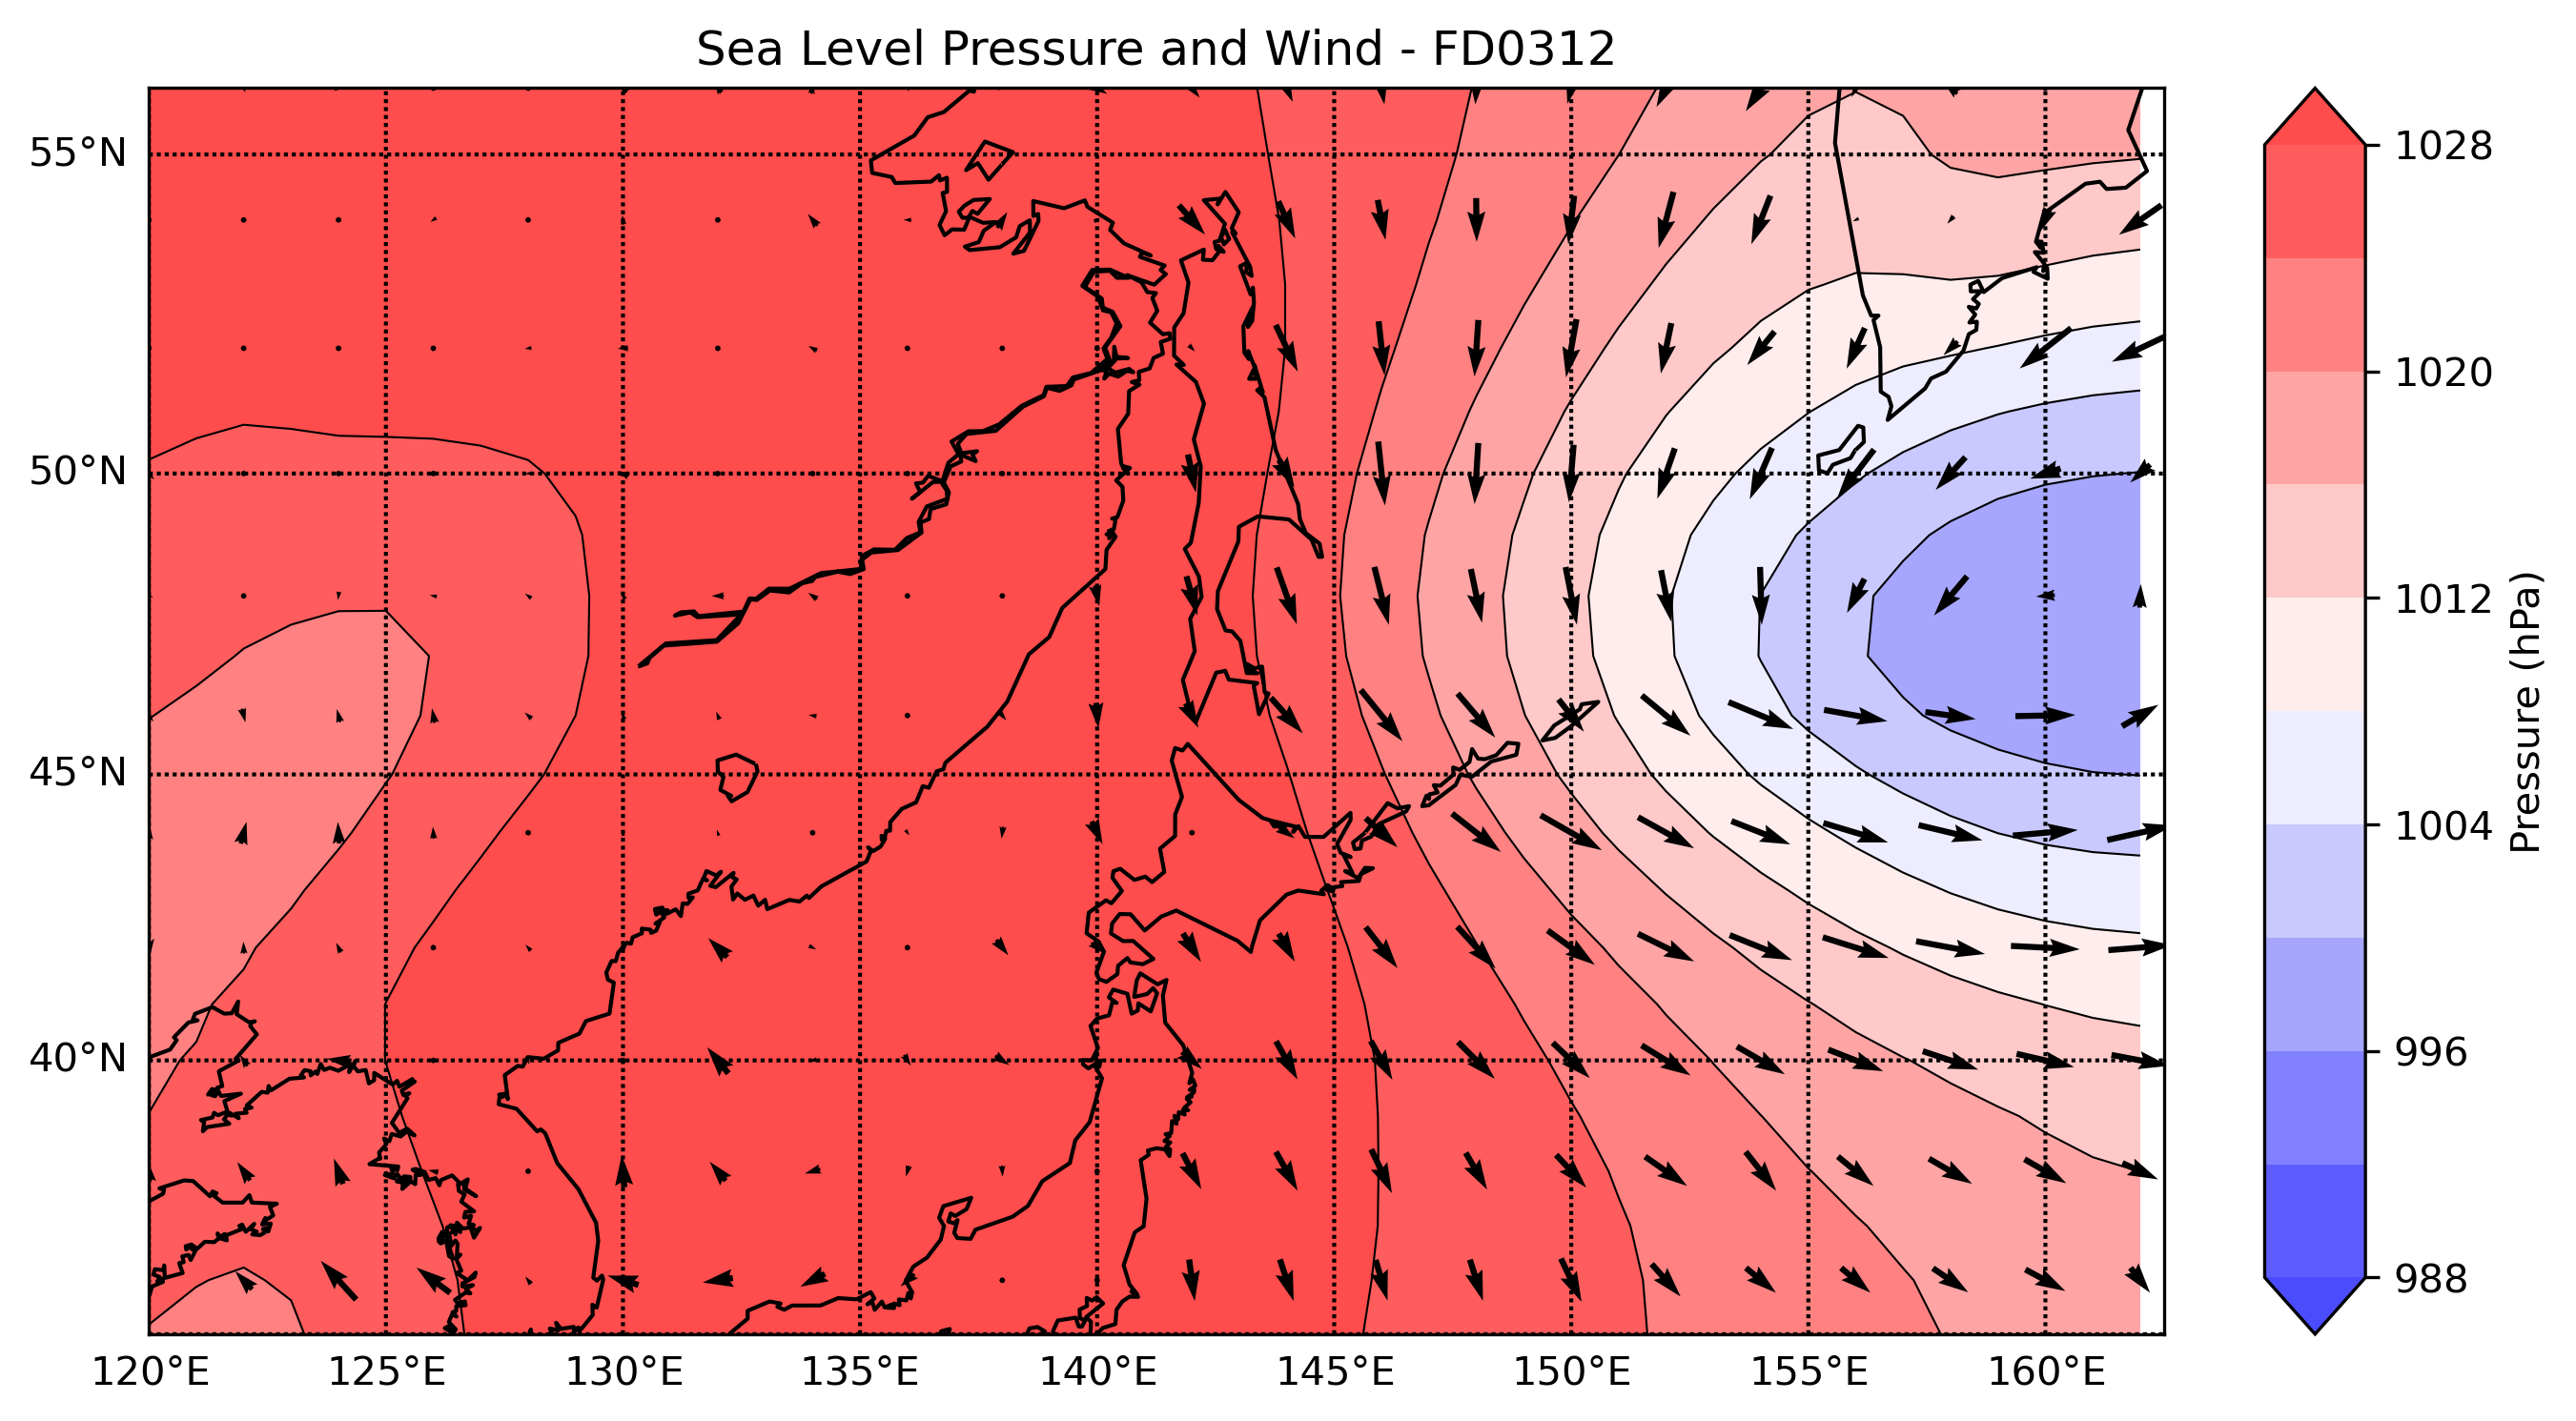 Sea Level Pressure and Wind - FD0312
55°N
50°N
45°N
40°N
120°E 125°E 130°E 135°E 140°E 145°E 150°E 155°E 160°E
1028
1020
1012
1004
996
988
Pressure (hPa)